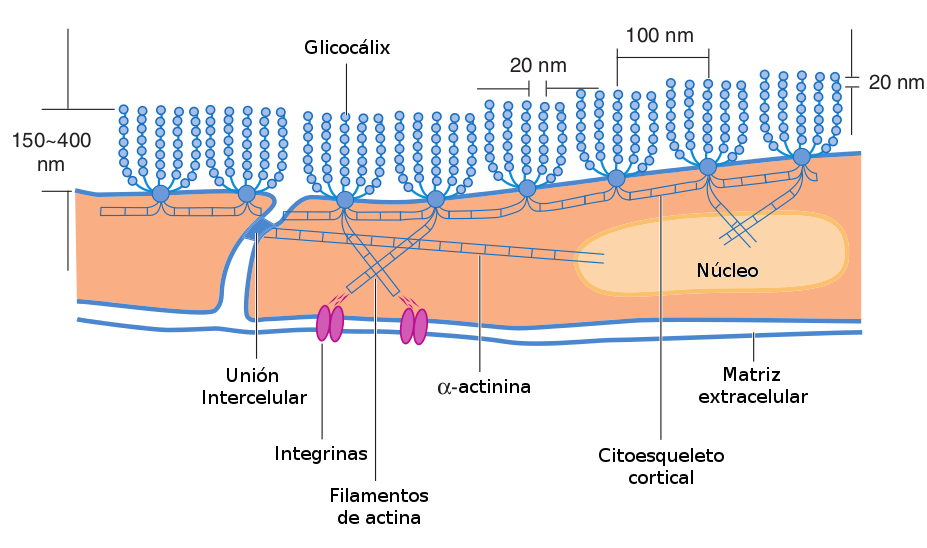 Glicocálix
100 nm
20 nm
20 nm
150~400
nm
Núcleo
Unión
Intercelular
α-actinina
Matriz
extracelular
Integrinas
Citoesqueleto
cortical
Filamentos
de actina